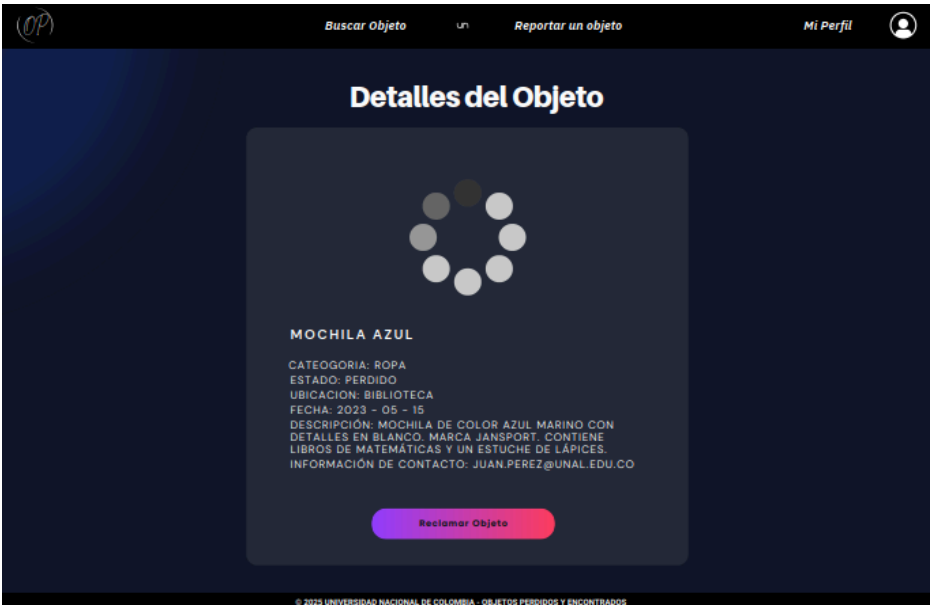 OP
Buscar Objeto un Reportar un objeto Mi Perfil
Detalles del Objeto
MOCHILA AZUL
CATEOGORIA: ROPA
ESTADO: PERDIDO
UBICACION: BIBLIOTECA
FECHA: 2023 - 05 - 15
DESCRIPCIÓN: MOCHILA DE COLOR AZUL MARINO CON
DETALLES EN BLANCO. MARCA JANSPORT. CONTIENE
LIBROS DE MATEMÁTICAS Y UN ESTUCHE DE LÁPICES.
INFORMACIÓN DE CONTACTO: JUAN.PEREZ@UNAL.EDU.CO
Reclamar Objeto
© 2025 UNIVERSIDAD NACIONAL DE COLOMBIA - OBJETOS PERDIDOS Y ENCONTRADOS